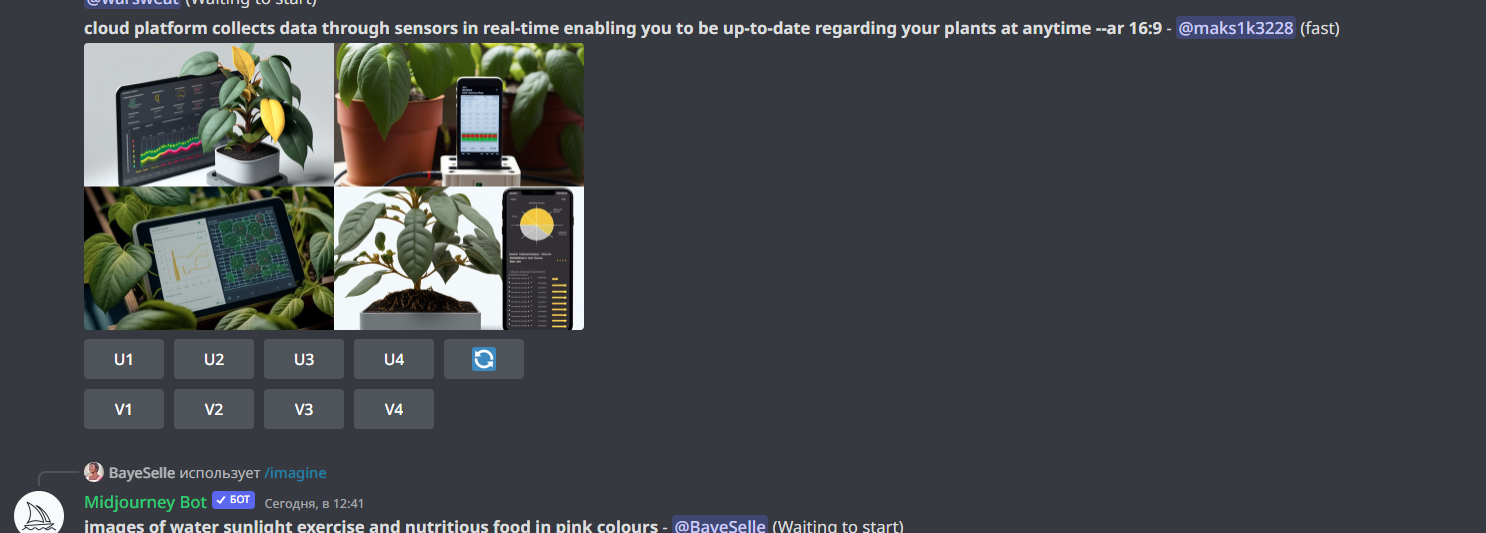 @warsweat (Waiting to start)
cloud platform collects data through sensors in real-time enabling you to be up-to-date regarding your plants at anytime --ar 16:9 - @maks1k3228 (fast)
U1 U2 U3 U4
V1 V2 V3 V4
BayeSelle использует /imagine
Midjourney Bot БОТ Сегодня, в 12:41
images of water sunlight exercise and nutritious food in pink colours - @BayeSelle (Waiting to start)